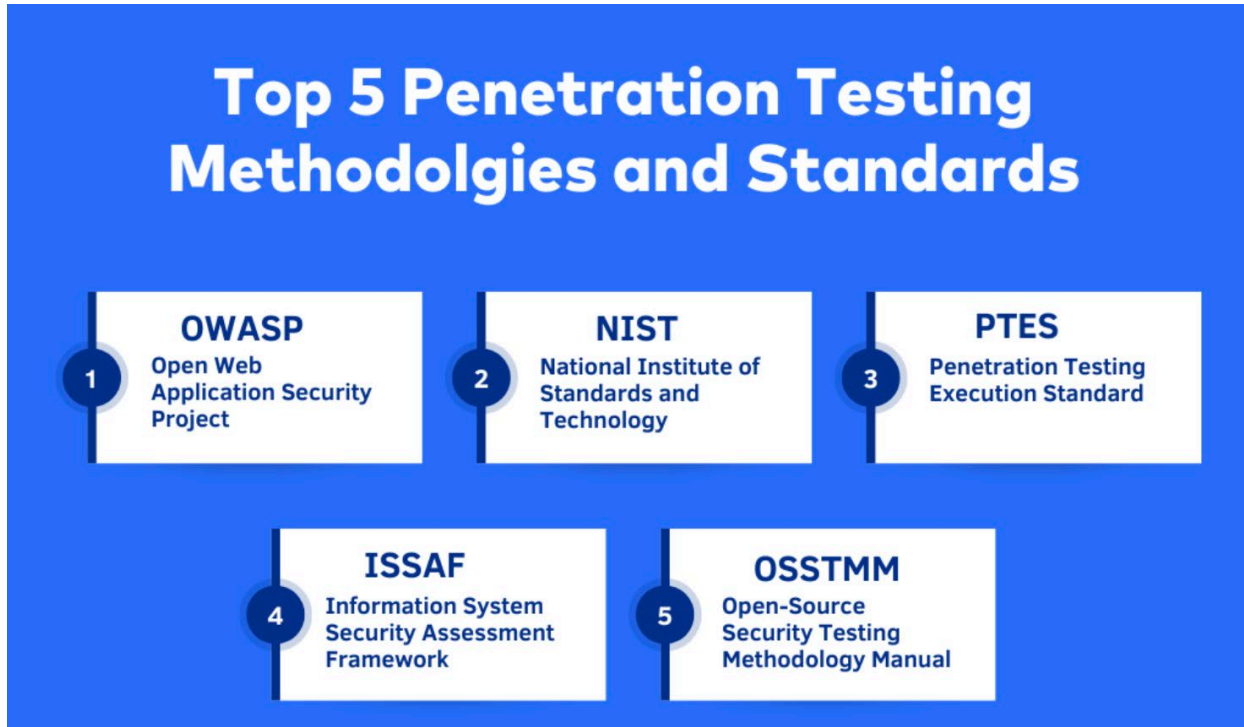 Top 5 Penetration Testing
Methodolgies and Standards
1
OWASP
Open Web
Application Security
Project
2
NIST
National Institute of
Standards and
Technology
3
PTES
Penetration Testing
Execution Standard
4
ISSAF
Information System
Security Assessment
Framework
5
OSSTMM
Open-Source
Security Testing
Methodology Manual